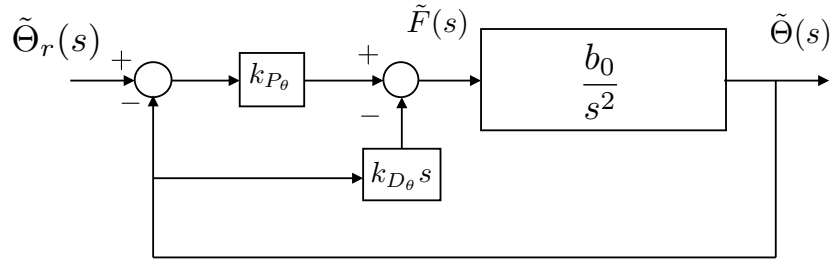 Θ̃_r(s)
+
−
k_{P_θ}
+
−
F̃(s)
b_0
s^2
Θ̃(s)
k_{D_θ} s